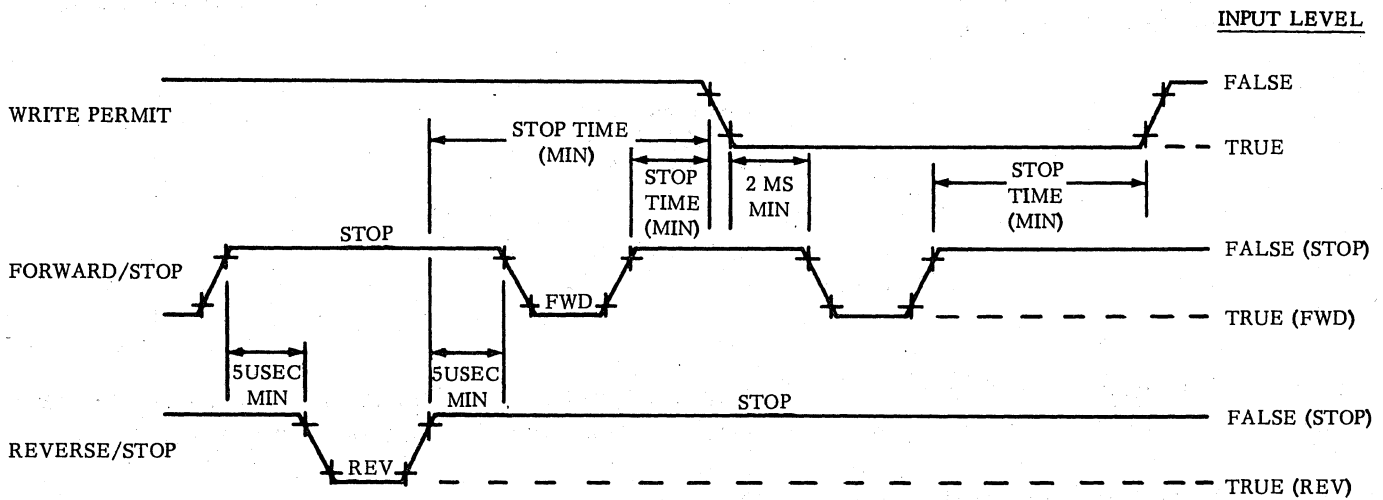 INPUT LEVEL
WRITE PERMIT
FALSE
TRUE
STOP TIME
(MIN)
STOP
TIME
(MIN)
2 MS
MIN
STOP
TIME
(MIN)
FORWARD/STOP
STOP
FWD
FALSE (STOP)
TRUE (FWD)
5USEC
MIN
5USEC
MIN
REVERSE/STOP
REV
STOP
FALSE (STOP)
TRUE (REV)